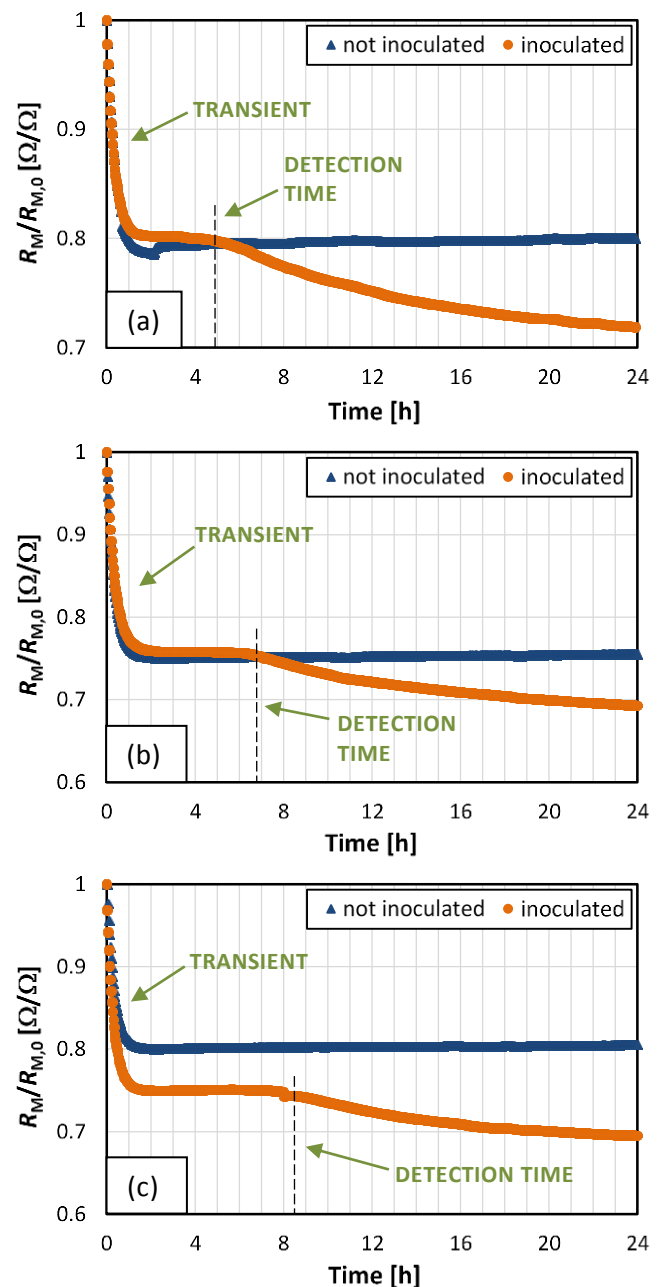 1
not inoculated
inoculated
TRANSIENT
0.9
DETECTION
TIME
R_M/R_M,0 [Ω/Ω]
0.8
(a)
0.7
0 4 8 12 16 20 24
Time [h]
1
not inoculated
inoculated
0.9
TRANSIENT
R_M/R_M,0 [Ω/Ω]
0.8
0.7
DETECTION
TIME
(b)
0.6
0 4 8 12 16 20 24
Time [h]
1
not inoculated
inoculated
TRANSIENT
0.9
R_M/R_M,0 [Ω/Ω]
0.8
0.7
DETECTION TIME
(c)
0.6
0 4 8 12 16 20 24
Time [h]